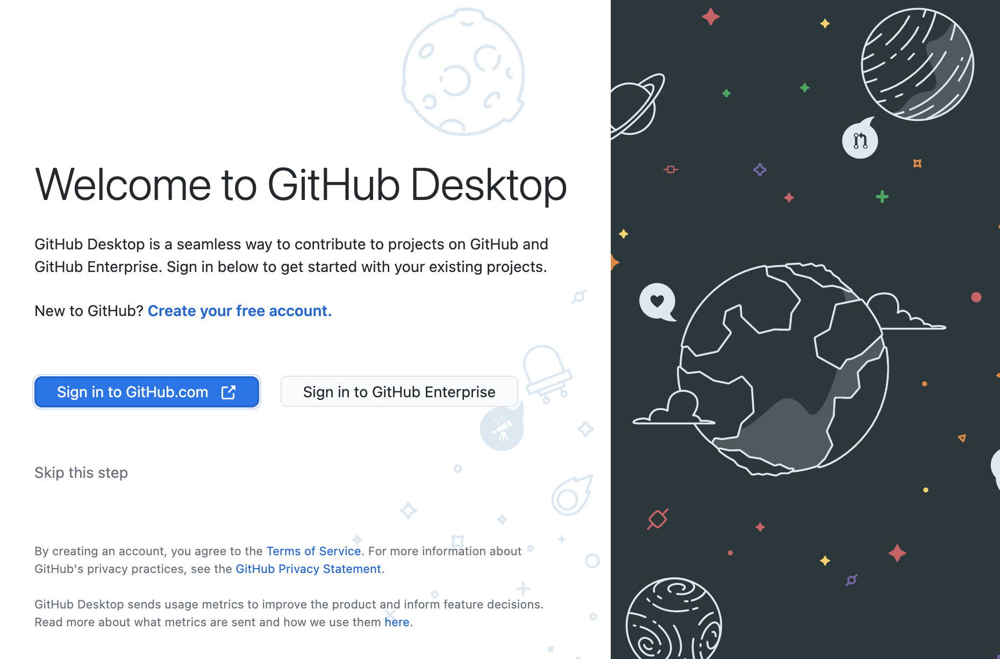 Welcome to GitHub Desktop
GitHub Desktop is a seamless way to contribute to projects on GitHub and
GitHub Enterprise. Sign in below to get started with your existing projects.
New to GitHub? Create your free account.
Sign in to GitHub.com
Sign in to GitHub Enterprise
Skip this step
By creating an account, you agree to the Terms of Service. For more information about
GitHub's privacy practices, see the GitHub Privacy Statement.
GitHub Desktop sends usage metrics to improve the product and inform feature decisions.
Read more about what metrics are sent and how we use them here.